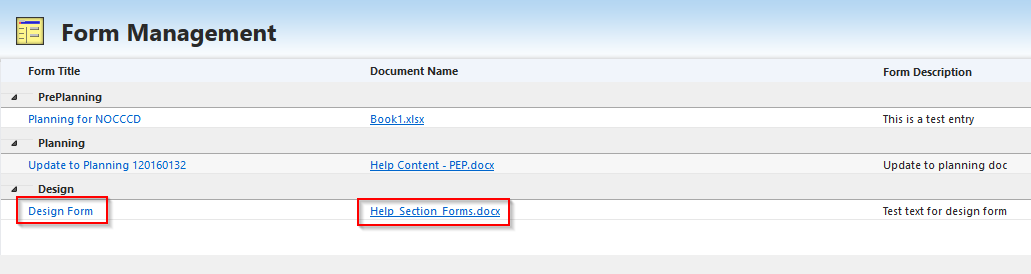 Form Management
Form Title Document Name Form Description
PrePlanning
Planning for NOCCCD Book1.xlsx This is a test entry
Planning
Update to Planning 120160132 Help Content - PEP.docx Update to planning doc
Design
Design Form Help_Section_Forms.docx Test text for design form